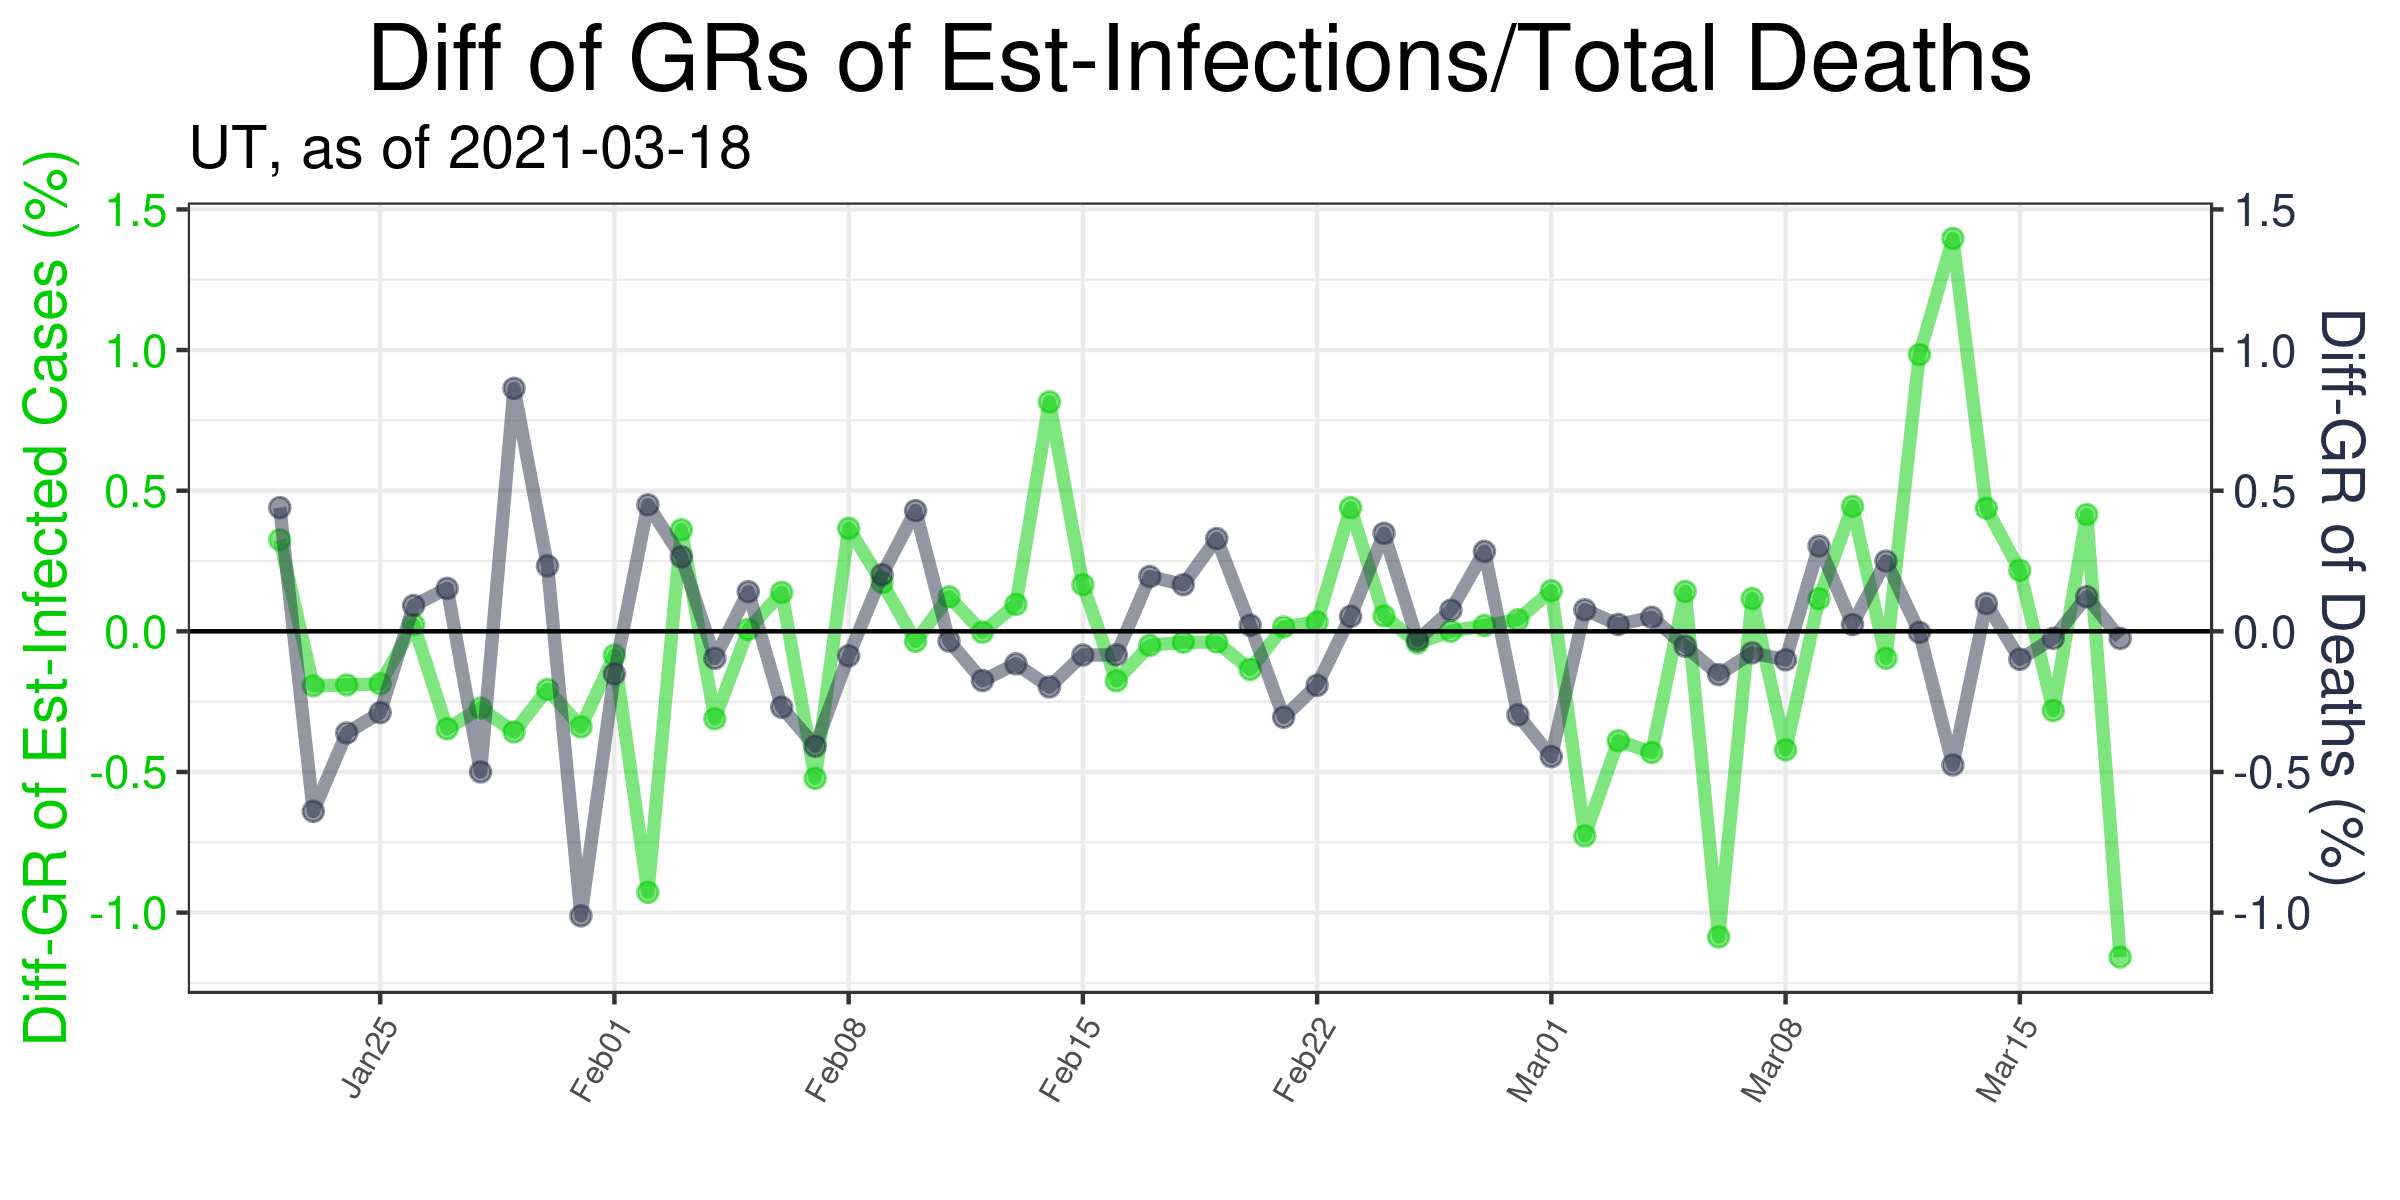 Diff of GRs of Est-Infections/Total Deaths
UT, as of 2021-03-18
Diff-GR of Est-Infected Cases (%)
1.5
1.0
0.5
0.0
-0.5
-1.0
1.5
1.0
0.5
0.0
-0.5
-1.0
Diff-GR of Deaths (%)
Jan25
Feb01
Feb08
Feb15
Feb22
Mar01
Mar08
Mar15